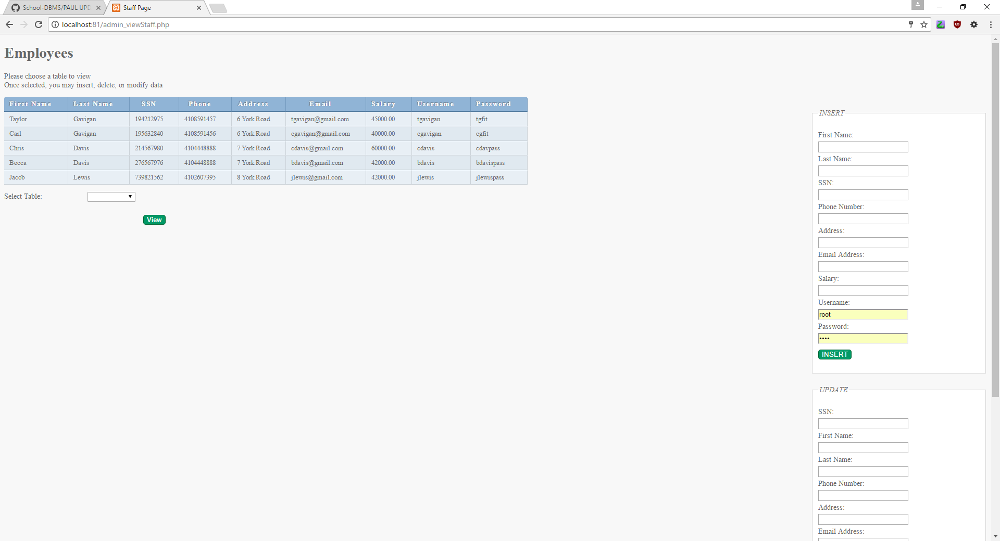 School-DBMS/PAUL UPD
Staff Page
localhost:81/admin_viewStaff.php
Employees
Please choose a table to view
Once selected, you may insert, delete, or modify data
First Name Last Name SSN Phone Address Email Salary Username Password
Taylor Gavigan 194212975 4108591457 6 York Road tgavigan@gmail.com 45000.00 tgavigan tgfit
Carl Gavigan 195632840 4108591456 6 York Road cgavigan@gmail.com 40000.00 cgavigan cgfit
Chris Davis 214567980 4104448888 7 York Road cdavis@gmail.com 60000.00 cdavis cdavpass
Becca Davis 276567976 4104448888 7 York Road bdavis@gmail.com 42000.00 bdavis bdavispass
Jacob Lewis 739821562 4102607395 8 York Road jlewis@gmail.com 42000.00 jlewis jlewispass
Select Table:
View
INSERT
First Name:
Last Name:
SSN:
Phone Number:
Address:
Email Address:
Salary:
Username:
root
Password:
••••
INSERT
UPDATE
SSN:
First Name:
Last Name:
Phone Number:
Address:
Email Address: